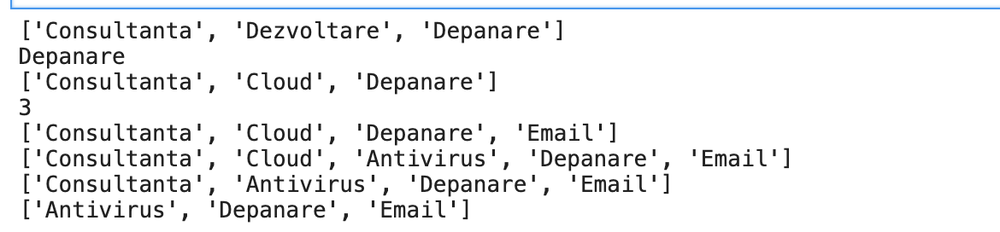 ['Consultanta', 'Dezvoltare', 'Depanare']
Depanare
['Consultanta', 'Cloud', 'Depanare']
3
['Consultanta', 'Cloud', 'Depanare', 'Email']
['Consultanta', 'Cloud', 'Antivirus', 'Depanare', 'Email']
['Consultanta', 'Antivirus', 'Depanare', 'Email']
['Antivirus', 'Depanare', 'Email']